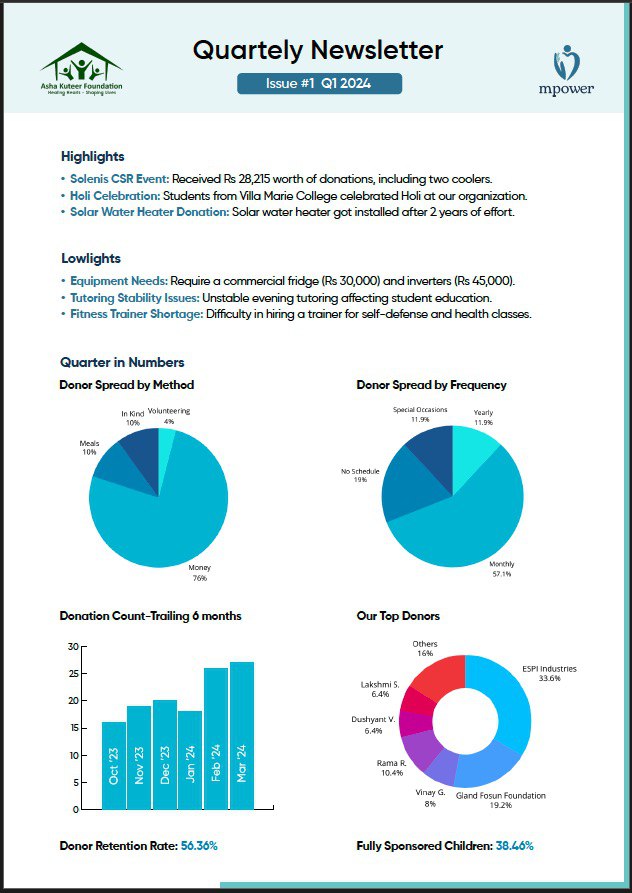 Quartely Newsletter
Issue #1 Q1 2024
Asha Kuteer Foundation
Healing Hearts - Shaping Lives
mpower
Highlights
• Solenis CSR Event: Received Rs 28,215 worth of donations, including two coolers.
• Holi Celebration: Students from Villa Marie College celebrated Holi at our organization.
• Solar Water Heater Donation: Solar water heater got installed after 2 years of effort.
Lowlights
• Equipment Needs: Require a commercial fridge (Rs 30,000) and inverters (Rs 45,000).
• Tutoring Stability Issues: Unstable evening tutoring affecting student education.
• Fitness Trainer Shortage: Difficulty in hiring a trainer for self-defense and health classes.
Quarter in Numbers
Donor Spread by Method
In Kind
10%
Volunteering
4%
Meals
10%
Money
76%
Donor Spread by Frequency
Special Occasions
11.9%
Yearly
11.9%
No Schedule
19%
Monthly
57.1%
Donation Count-Trailing 6 months
30
25
20
15
10
5
0
Oct '23
Nov '23
Dec '23
Jan '24
Feb '24
Mar '24
Our Top Donors
Others
16%
ESPI Industries
33.6%
Lakshmi S.
6.4%
Dushyant V.
6.4%
Rama R.
10.4%
Vinay G.
8%
Gland Fosun Foundation
19.2%
Donor Retention Rate: 56.36%
Fully Sponsored Children: 38.46%